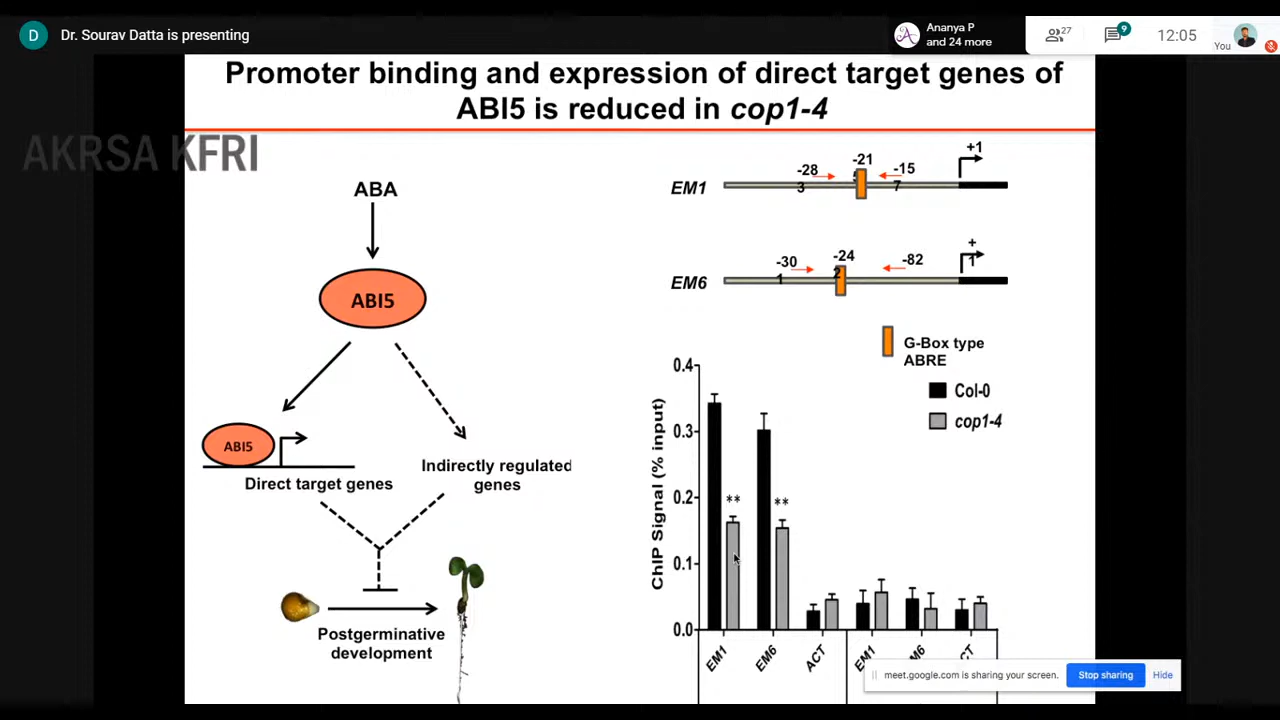 D Dr. Sourav Datta is presenting
Ananya P
and 24 more
27
9
12:05
You
Promoter binding and expression of direct target genes of
ABI5 is reduced in cop1-4
AKRSA KFRI
ABA
ABI5
ABI5
Direct target genes
Indirectly regulated
genes
Postgerminative
development
EM1
-28
3
-21
-15
7
+1
EM6
-30
1
-24
2
-82
+
1
G-Box type
ABRE
Col-0
cop1-4
ChIP Signal (% input)
0.4
0.3
0.2
0.1
0.0
**
**
EM1
EM6
ACT
EM1
M6
CT
meet.google.com is sharing your screen.
Stop sharing
Hide